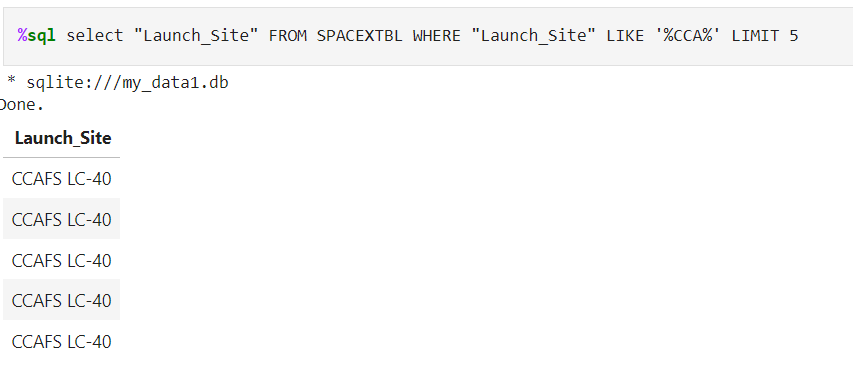 %sql select "Launch_Site" FROM SPACEXTBL WHERE "Launch_Site" LIKE '%CCA%' LIMIT 5
* sqlite:///my_data1.db
Done.
Launch_Site
CCAFS LC-40
CCAFS LC-40
CCAFS LC-40
CCAFS LC-40
CCAFS LC-40